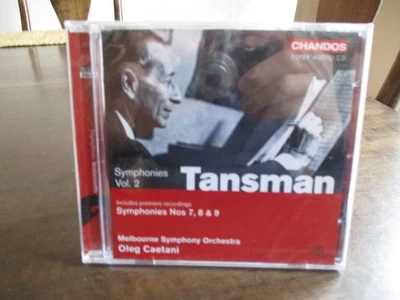 CHANDOS
SUPER AUDIO CD
Symphonies
Vol. 2
Tansman
Includes premiere recordings
Symphonies Nos 7, 8 & 9
Melbourne Symphony Orchestra
Oleg Caetani